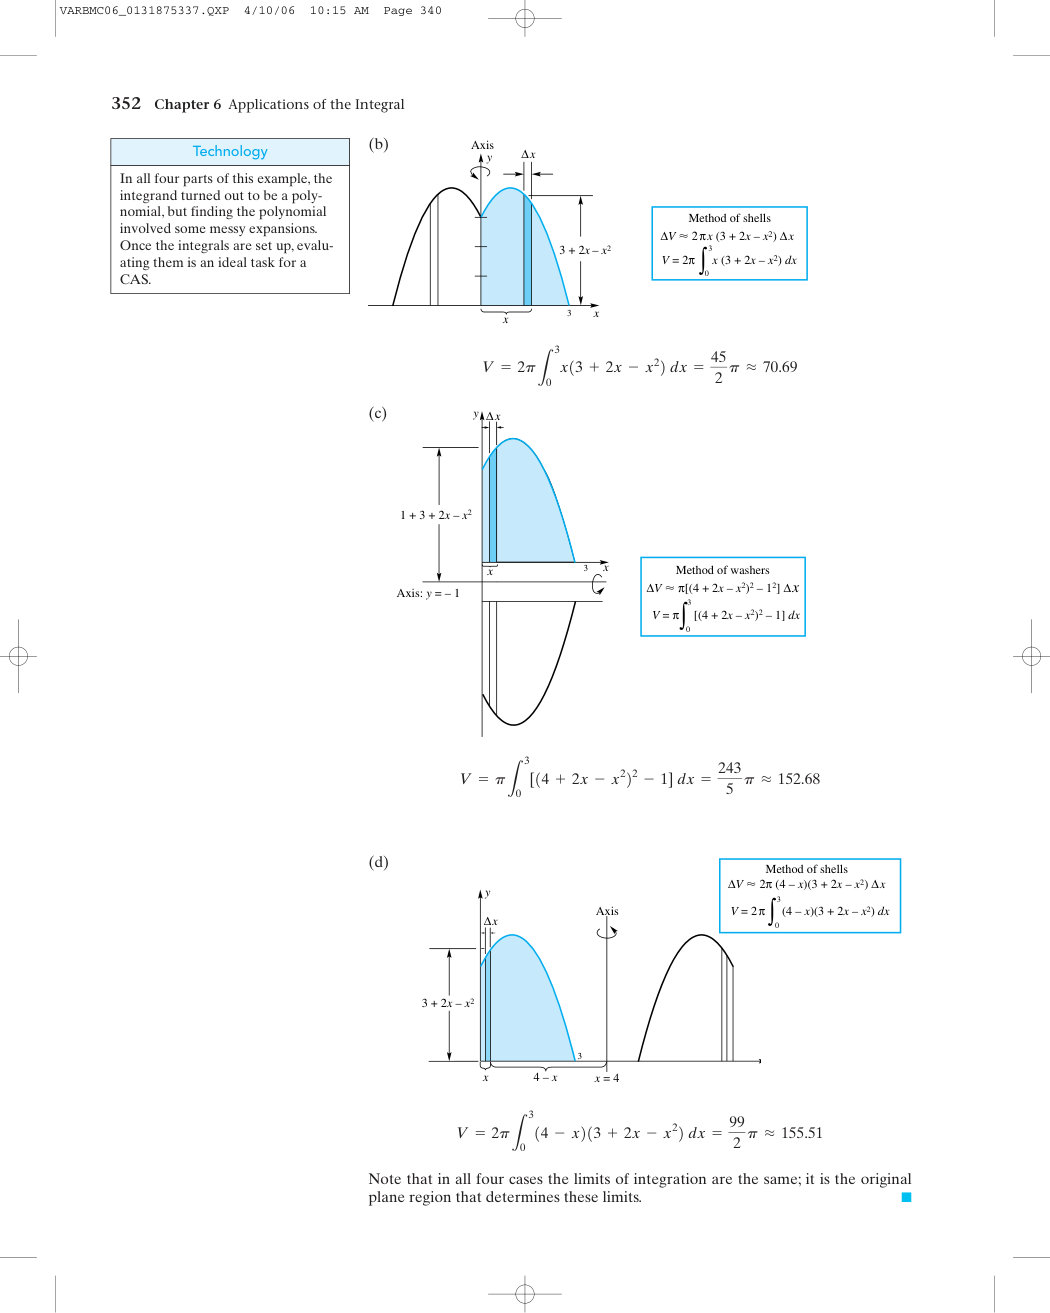 VARBMC06_0131875337.QXP 4/10/06 10:15 AM Page 340
352 Chapter 6 Applications of the Integral
Technology
In all four parts of this example, the
integrand turned out to be a poly-
nomial, but finding the polynomial
involved some messy expansions.
Once the integrals are set up, evalu-
ating them is an ideal task for a
CAS.
(b)
Axis
y
Δx
3 + 2x – x²
3
x
x
Method of shells
ΔV ≈ 2πx (3 + 2x – x²) Δx
V = 2π ∫₀³ x (3 + 2x – x²) dx
V = 2π ∫₀³ x(3 + 2x − x²) dx = 45/2 π ≈ 70.69
(c)
y
Δx
1 + 3 + 2x – x²
x
3
x
Axis: y = – 1
Method of washers
ΔV ≈ π[(4 + 2x – x²)² – 1²] Δx
V = π ∫₀³ [(4 + 2x – x²)² – 1] dx
V = π ∫₀³ [(4 + 2x − x²)² − 1] dx = 243/5 π ≈ 152.68
(d)
y
Δx
Axis
3 + 2x – x²
3
x
4 – x
x = 4
Method of shells
ΔV ≈ 2π (4 – x)(3 + 2x – x²) Δx
V = 2π ∫₀³ (4 – x)(3 + 2x – x²) dx
V = 2π ∫₀³ (4 − x)(3 + 2x − x²) dx = 99/2 π ≈ 155.51
Note that in all four cases the limits of integration are the same; it is the original
plane region that determines these limits.